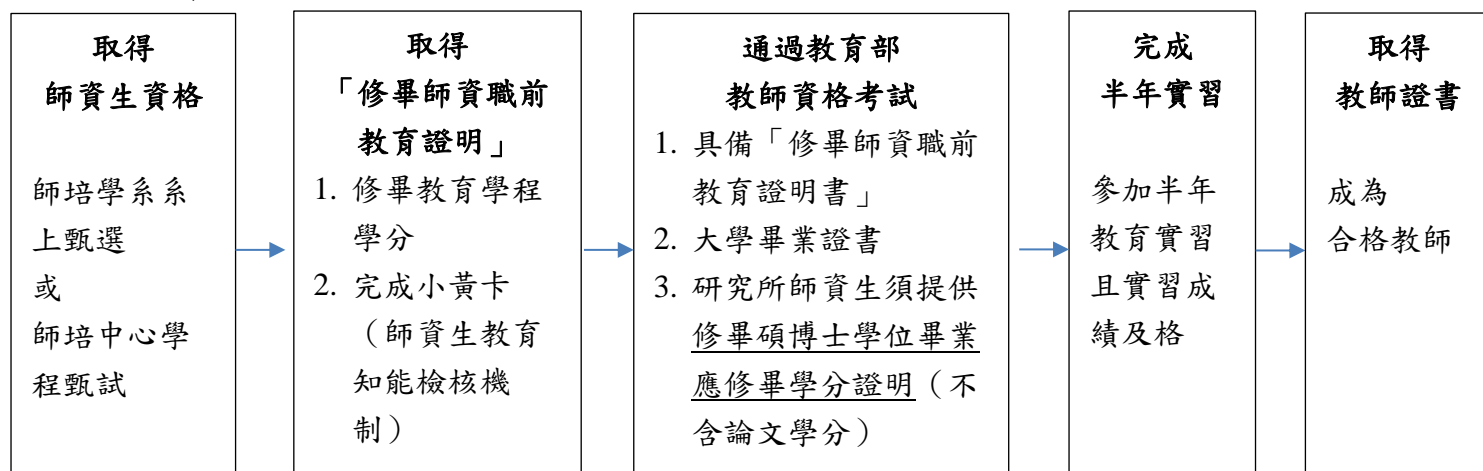 取得
師資生資格
師培學系系
上甄選
或
師培中心學
程甄試
取得
「修畢師資職前
教育證明」
1. 修畢教育學程
學分
2. 完成小黃卡
（師資生教育
知能檢核機
制）
通過教育部
教師資格考試
1. 具備「修畢師資職前
教育證明書」
2. 大學畢業證書
3. 研究所師資生須提供
修畢碩博士學位畢業
應修畢學分證明（不
含論文學分）
完成
半年實習
參加半年
教育實習
且實習成
績及格
取得
教師證書
成為
合格教師